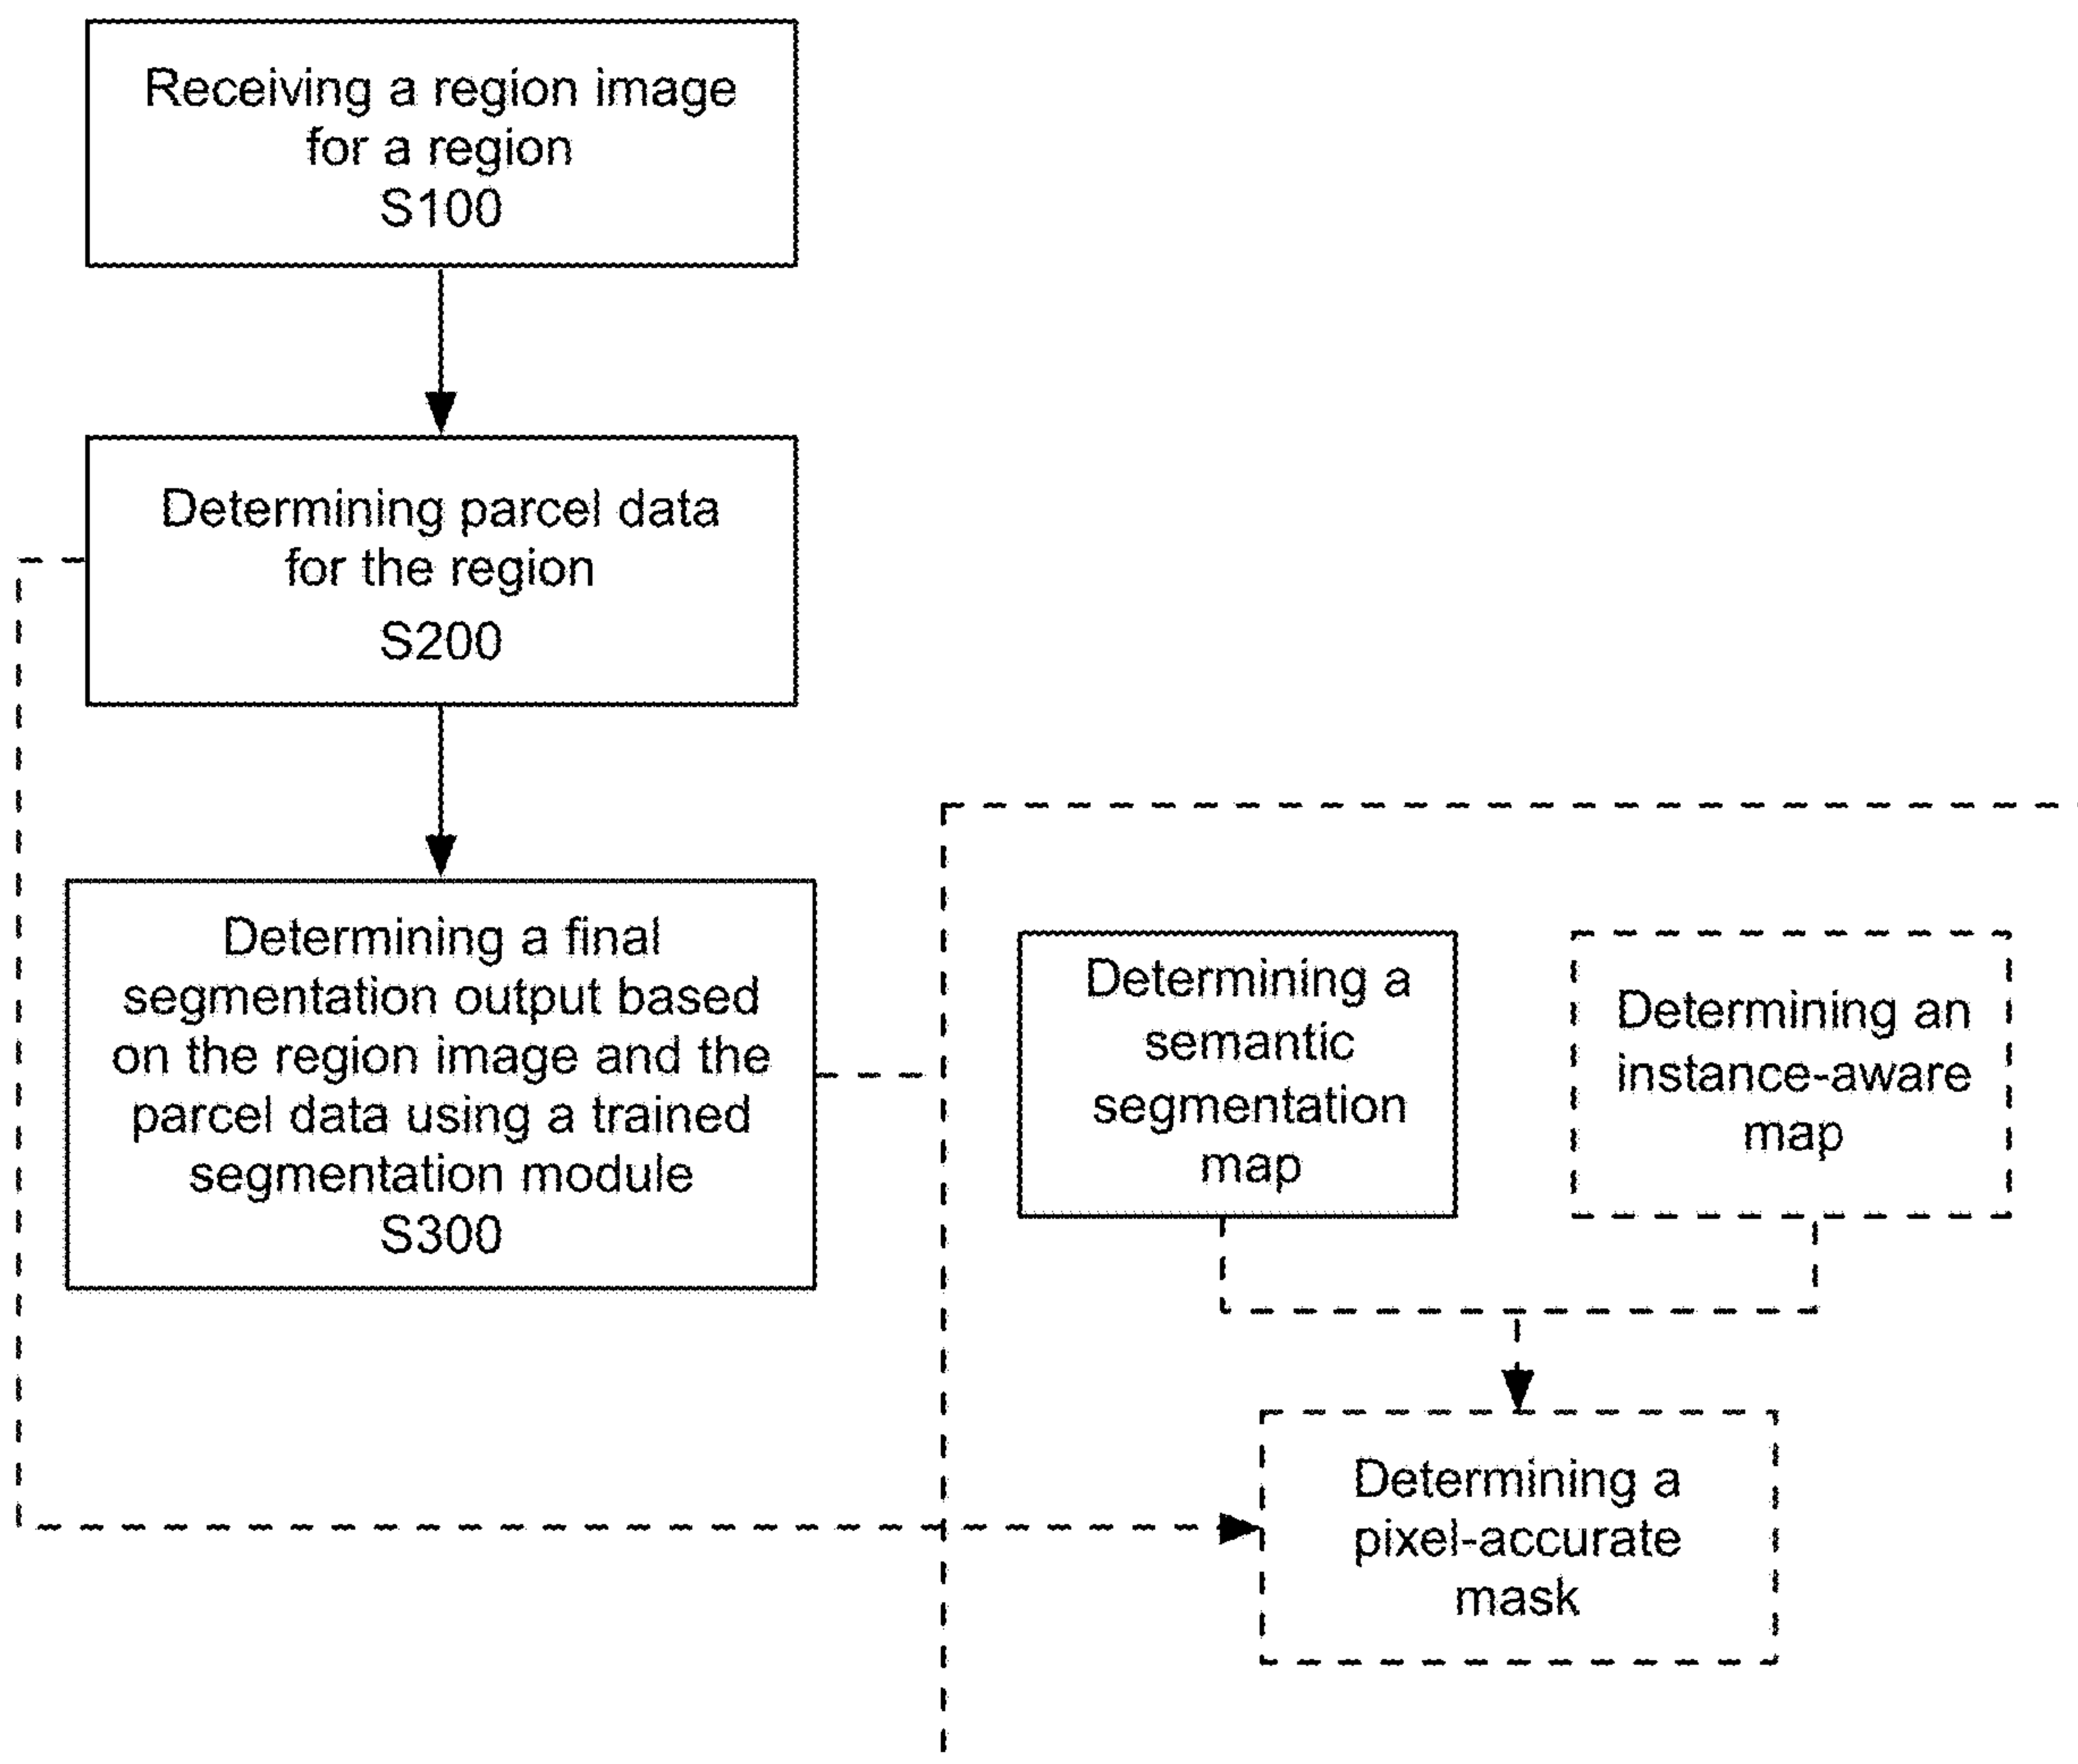 Receiving a region image
for a region
S100
Determining parcel data
for the region
S200
Determining a final
segmentation output based
on the region image and the
parcel data using a trained
segmentation module
S300
Determining a
semantic
segmentation
map
Determining an
instance-aware
map
Determining a
pixel-accurate
mask